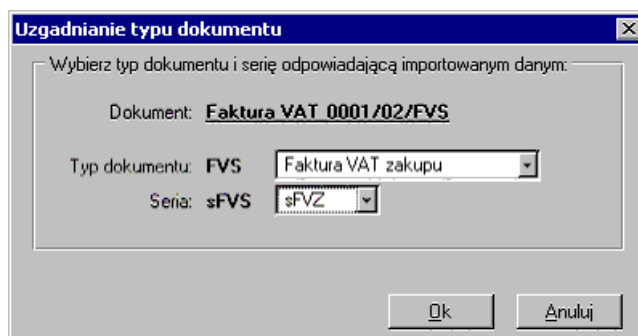 Uzgadnianie typu dokumentu
Wybierz typ dokumentu i serię odpowiadającą importowanym danym:
Dokument: Faktura VAT 0001/02/FVS
Typ dokumentu: FVS Faktura VAT zakupu
Seria: sFVS sFVZ
Ok Anuluj